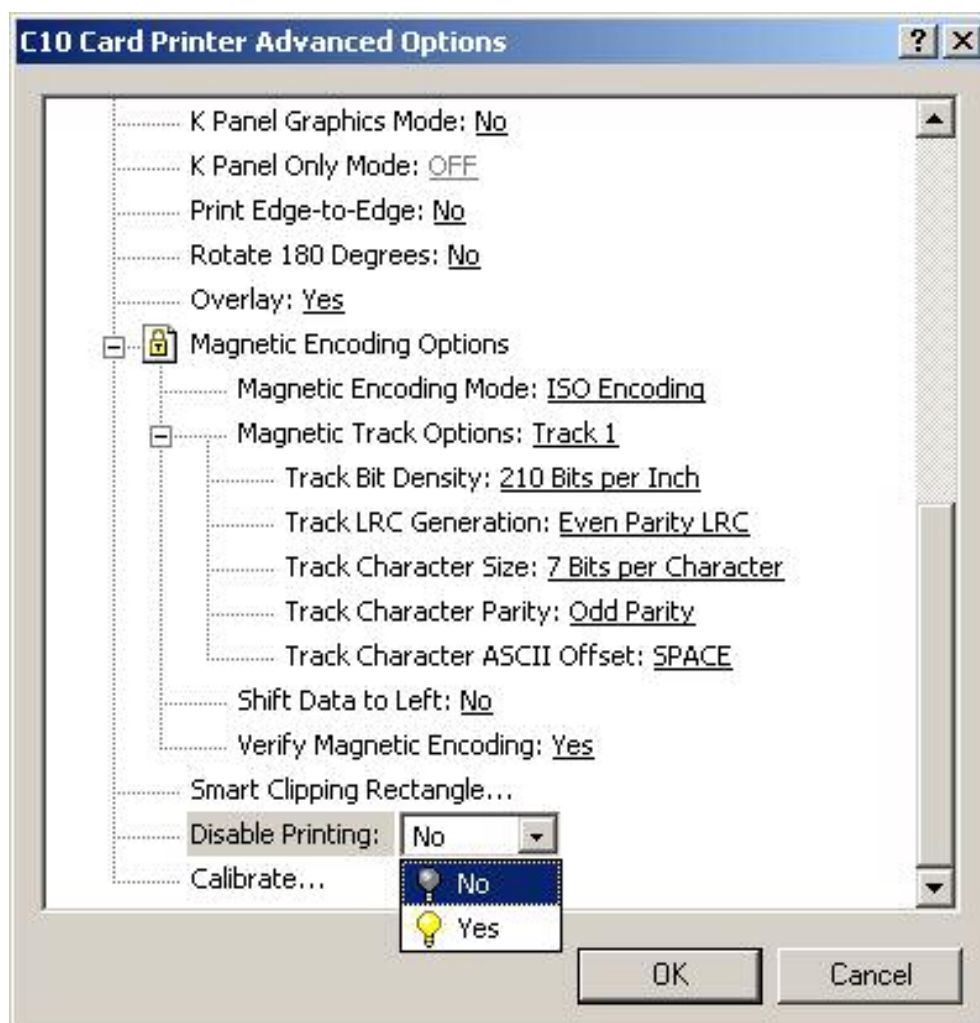 C10 Card Printer Advanced Options
K Panel Graphics Mode: No
K Panel Only Mode: OFF
Print Edge-to-Edge: No
Rotate 180 Degrees: No
Overlay: Yes
Magnetic Encoding Options
Magnetic Encoding Mode: ISO Encoding
Magnetic Track Options: Track 1
Track Bit Density: 210 Bits per Inch
Track LRC Generation: Even Parity LRC
Track Character Size: 7 Bits per Character
Track Character Parity: Odd Parity
Track Character ASCII Offset: SPACE
Shift Data to Left: No
Verify Magnetic Encoding: Yes
Smart Clipping Rectangle...
Disable Printing: No
Calibrate... No
Yes
OK Cancel